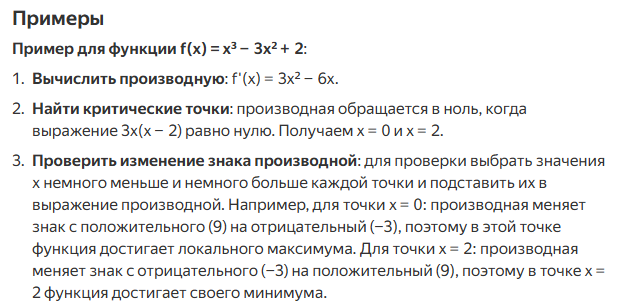 Примеры
Пример для функции f(x) = x³ − 3x² + 2:
1. Вычислить производную: f'(x) = 3x² − 6x.
2. Найти критические точки: производная обращается в ноль, когда
выражение 3x(x − 2) равно нулю. Получаем x = 0 и x = 2.
3. Проверить изменение знака производной: для проверки выбрать значения
x немного меньше и немного больше каждой точки и подставить их в
выражение производной. Например, для точки x = 0: производная меняет
знак с положительного (9) на отрицательный (−3), поэтому в этой точке
функция достигает локального максимума. Для точки x = 2: производная
меняет знак с отрицательного (−3) на положительный (9), поэтому в точке x =
2 функция достигает своего минимума.